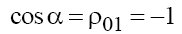 cos α = ρ₀₁ = −1